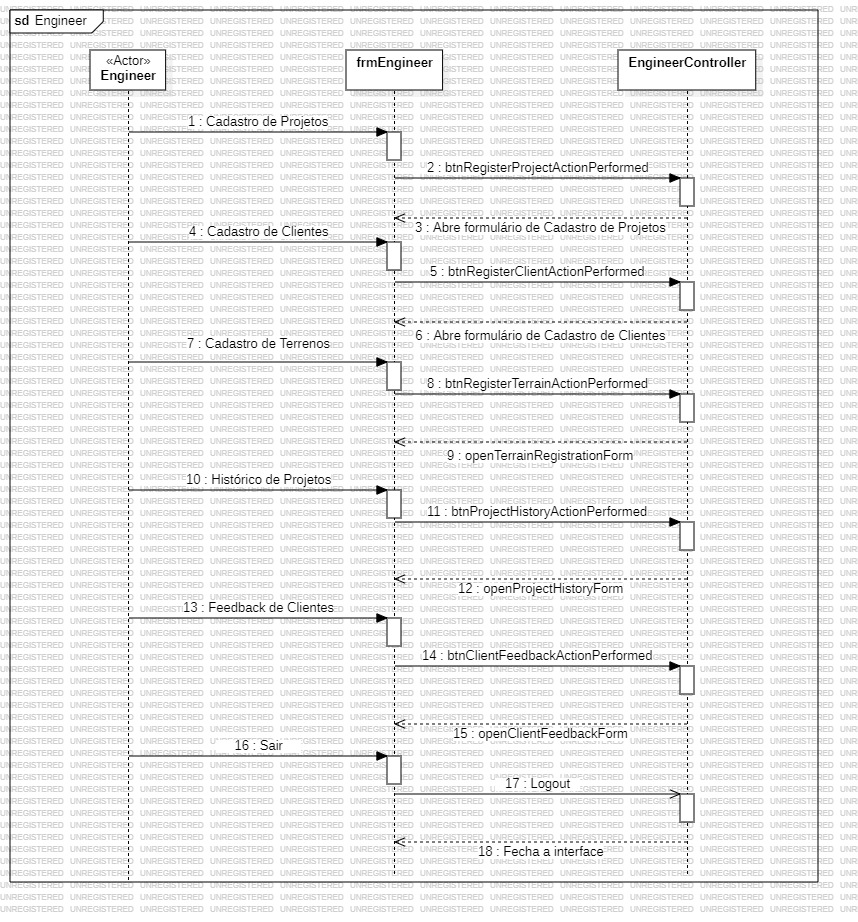 sd Engineer
«Actor»
Engineer
frmEngineer
EngineerController
1 : Cadastro de Projetos
2 : btnRegisterProjectActionPerformed
3 : Abre formulário de Cadastro de Projetos
4 : Cadastro de Clientes
5 : btnRegisterClientActionPerformed
6 : Abre formulário de Cadastro de Clientes
7 : Cadastro de Terrenos
8 : btnRegisterTerrainActionPerformed
9 : openTerrainRegistrationForm
10 : Histórico de Projetos
11 : btnProjectHistoryActionPerformed
12 : openProjectHistoryForm
13 : Feedback de Clientes
14 : btnClientFeedbackActionPerformed
15 : openClientFeedbackForm
16 : Sair
17 : Logout
18 : Fecha a interface
UNREGISTERED